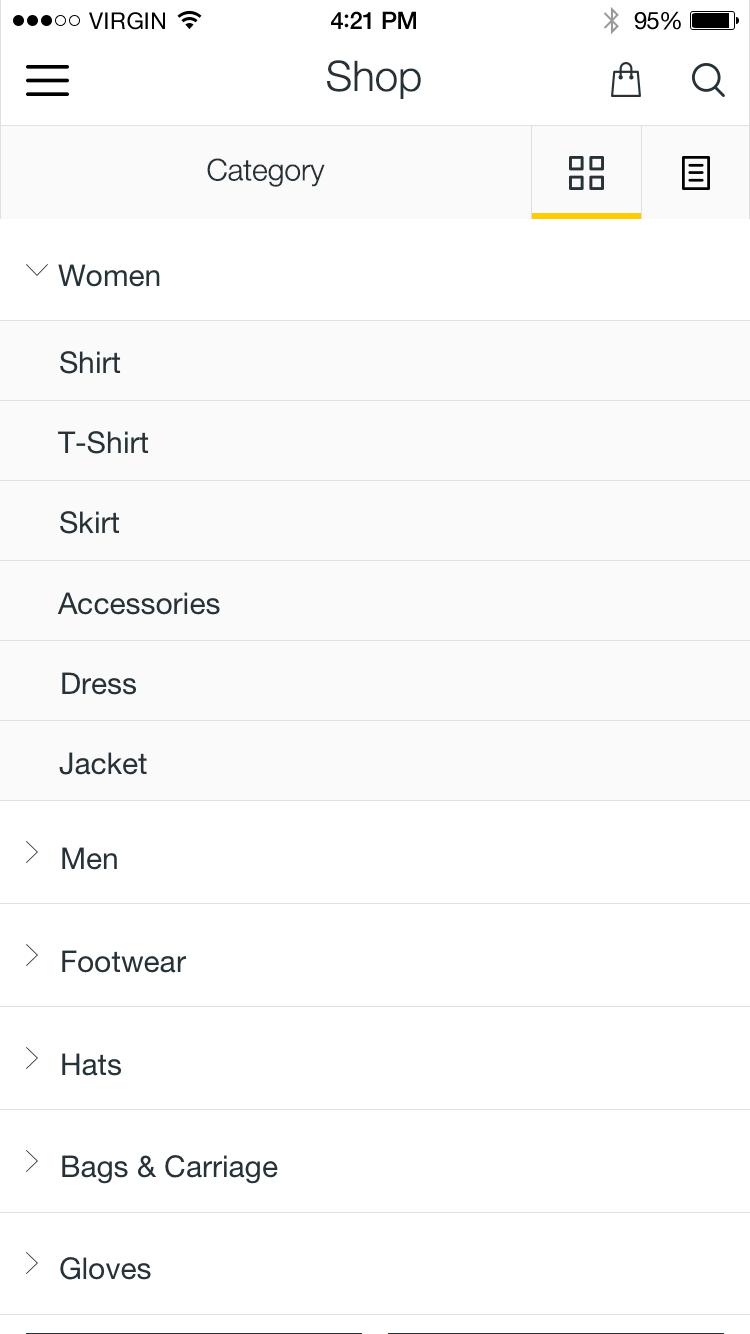 VIRGIN 4:21 PM 95%
Shop
Category
Women
Shirt
T-Shirt
Skirt
Accessories
Dress
Jacket
Men
Footwear
Hats
Bags & Carriage
Gloves